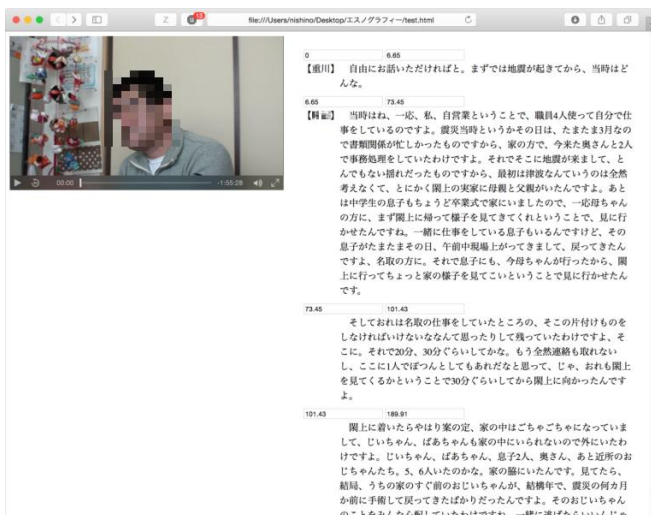 file:///Users/nishino/Desktop/エスノグラフィー/test.html
Z
13
00:00
-1:55:28
0 6.65
【重川】 自由にお話いただければと。まずでは地震が起きてから、当時はど
んな。
6.65 73.45
当時はね、一応、私、自営業ということで、職員4人使って自分で仕
事をしているのですよ。震災当時というかその日は、たまたま3月なの
で書類関係が忙しかったものですから、家の方で、今来た奥さんと2人
で事務処理をしていたわけですよ。それでそこに地震が来まして、と
んでもない揺れだったものですから、最初は津波なんていうのは全然
考えなくて、とにかく閖上の実家に母親と父親がいたんですよ。あと
は中学生の息子もちょうど卒業式で家にいましたので、一応母ちゃん
の方に、まず閖上に帰って様子を見てきてくれということで、見に行
かせたんですね。一緒に仕事をしている息子もいるんですけど、その
息子がたまたまその日、午前中現場上がってきまして、戻ってきたん
ですよ、名取の方に。それで息子にも、今母ちゃんが行ったから、閖
上に行ってちょっと家の様子を見てこいということで見に行かせたん
です。
73.45 101.43
そしておれは名取の仕事をしていたところの、そこの片付けものを
しなければいけないななんて思ったりして残っていたわけですよ、そ
こに。それで20分、30分ぐらいしてかな。もう全然連絡も取れない
し、ここに1人でぽつんとしてもあれだなと思って、じゃ、おれも閖上
を見てくるかということで30分ぐらいしてから閖上に向かったんです
よ。
101.43 189.91
閖上に着いたらやはり案の定、家の中はごちゃごちゃになっていま
して、じいちゃん、ばあちゃんも家の中にいられないので外にいたわ
けですよ。じいちゃん、ばあちゃん、息子2人、奥さん、あと近所のお
じちゃんたち。5、6人いたのかな。家の脇にいたんです。見てたら、
結局、うちの家のすぐ前のおじいちゃんが、結構年で、震災の何カ月
か前に手術して戻ってきたばかりだったんですよ。そのおじいちゃん
のことをみんな心配していたわけですね。一緒に逃げたらいいんじゃ